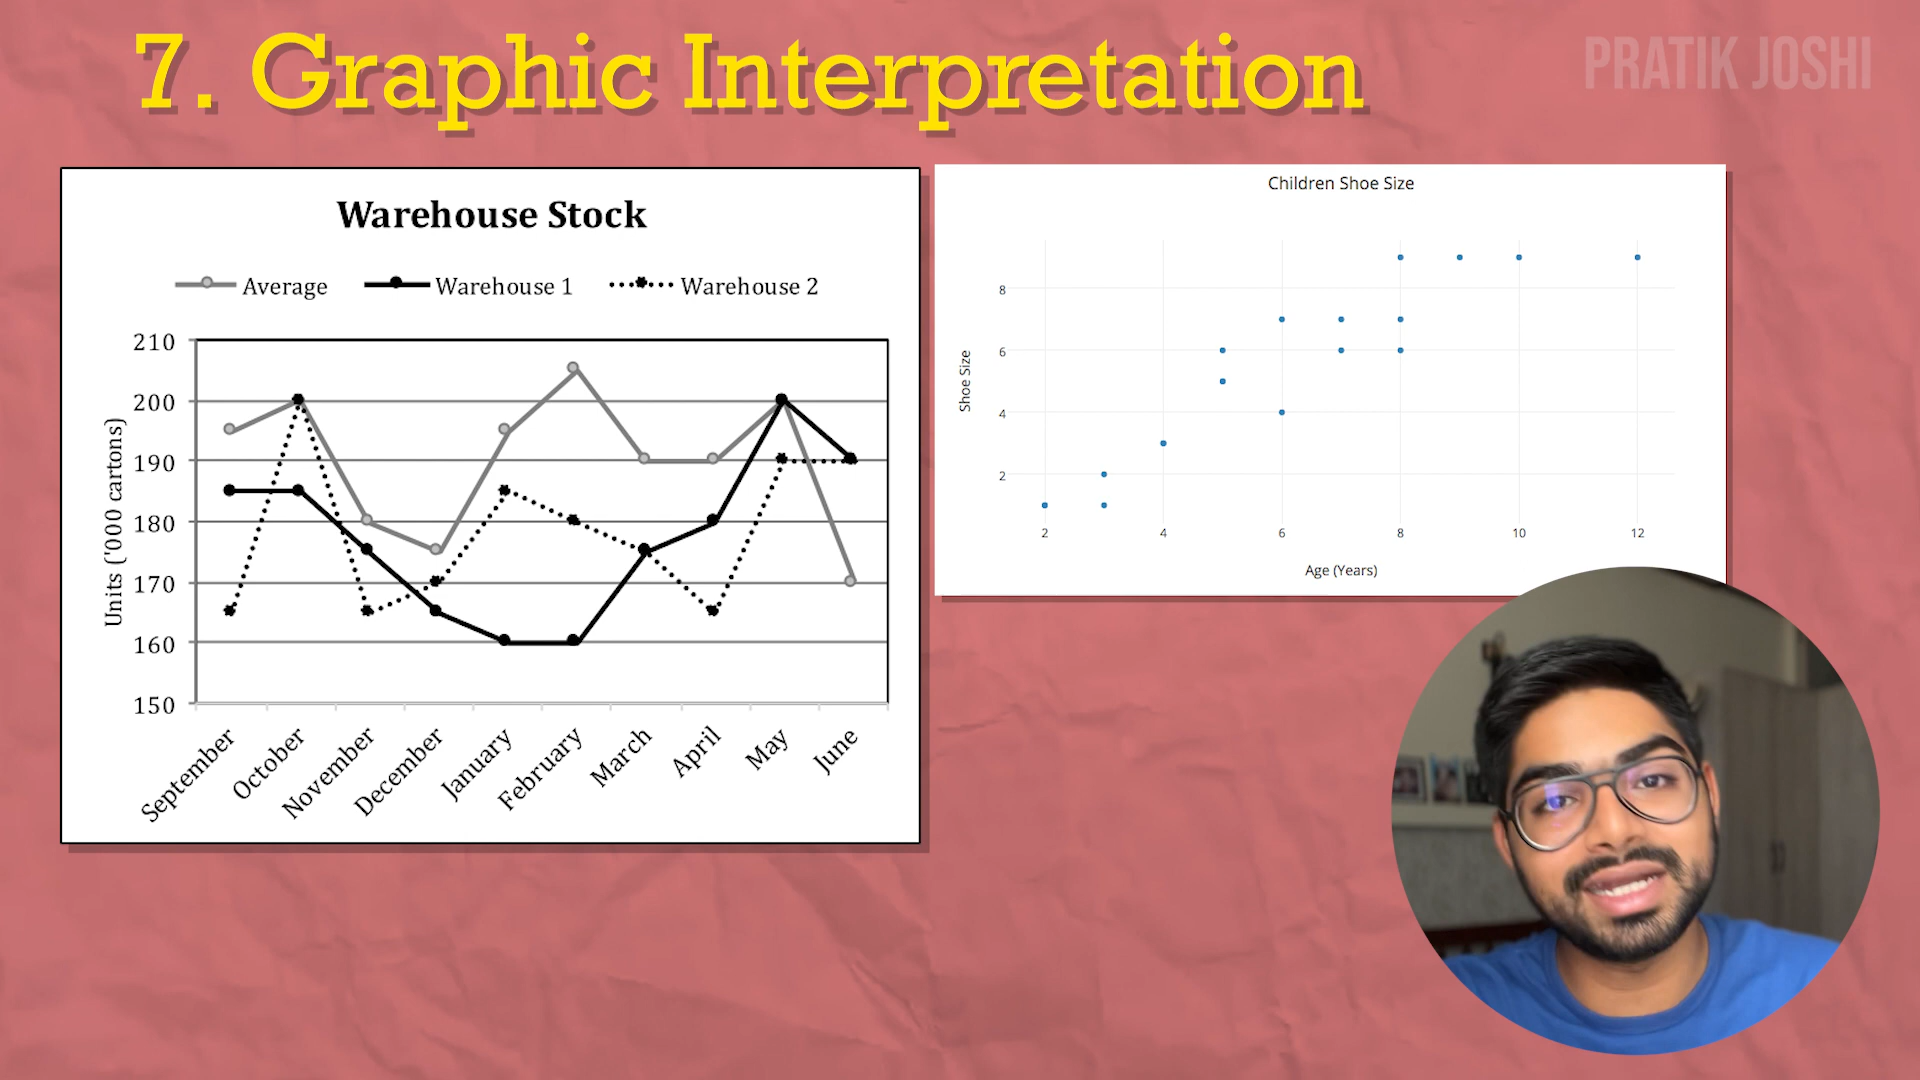 7. Graphic Interpretation
PRATIK JOSHI
Warehouse Stock
Average Warehouse 1 Warehouse 2
210
200
190
180
170
160
150
Units ('000 cartons)
September October November December January February March April May June
Children Shoe Size
8
6
4
2
Shoe Size
2 4 6 8 10 12
Age (Years)